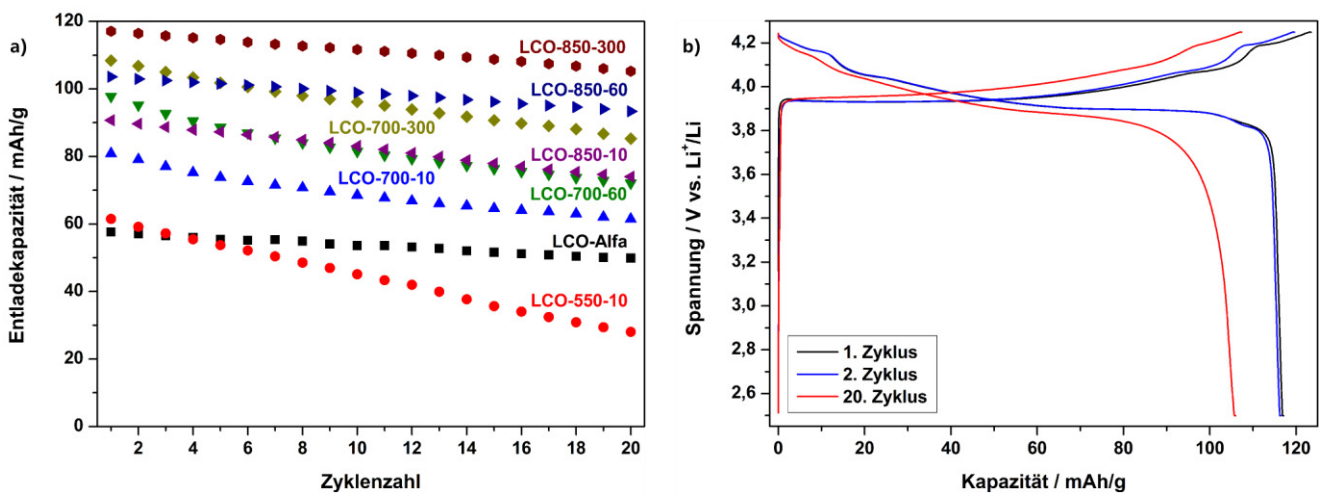 a)
Entladekapazität / mAh/g
120
100
80
60
40
20
0
2
4
6
8
10
12
14
16
18
20
Zyklenzahl
LCO-850-300
LCO-850-60
LCO-700-300
LCO-850-10
LCO-700-10
LCO-700-60
LCO-Alfa
LCO-550-10
b)
Spannung / V vs. Li⁺/Li
4,2
4,0
3,8
3,6
3,4
3,2
3,0
2,8
2,6
1. Zyklus
2. Zyklus
20. Zyklus
0
20
40
60
80
100
120
Kapazität / mAh/g